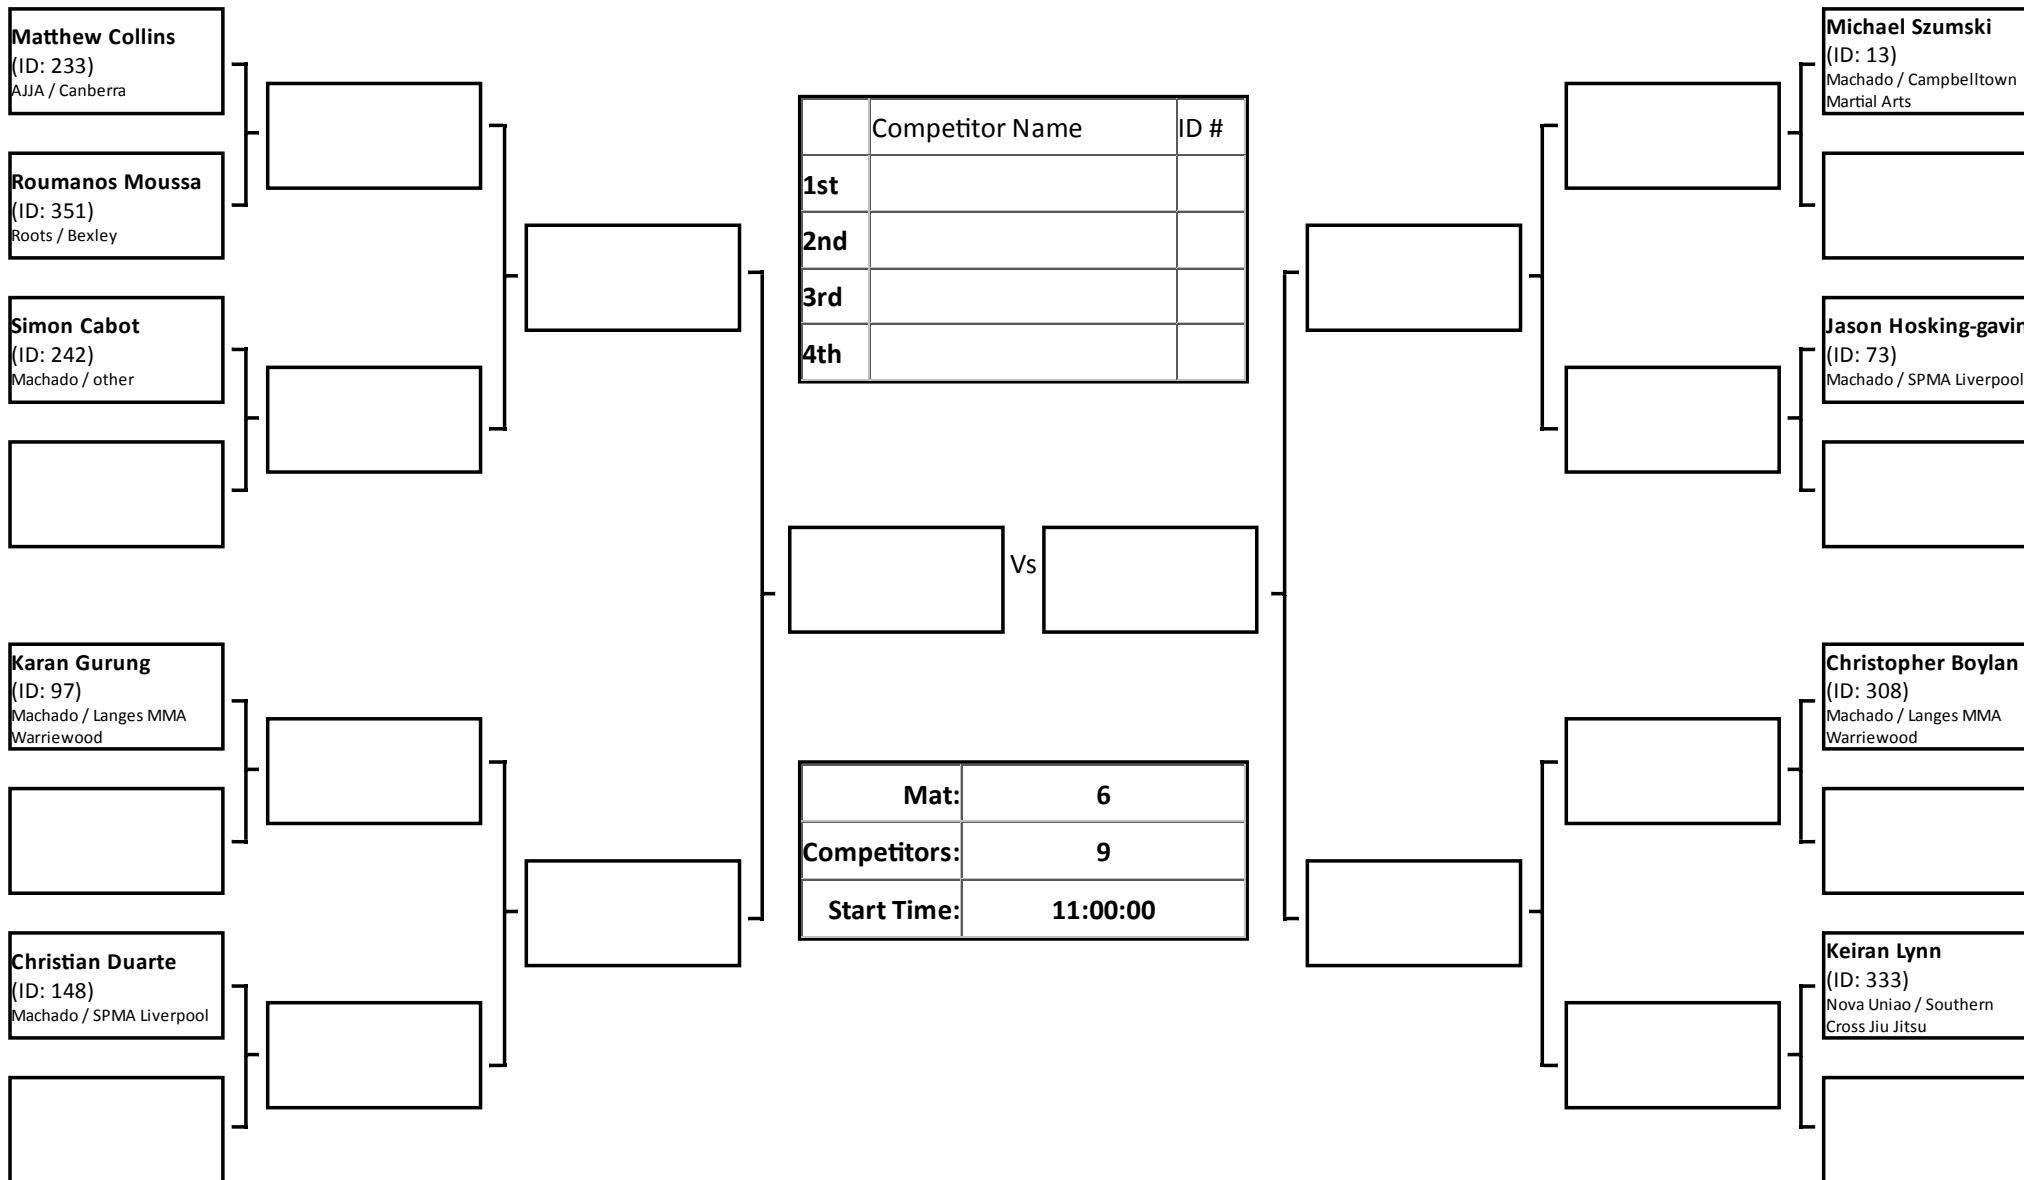 Matthew Collins
(ID: 233)
AJJA / Canberra
Roumanos Moussa
(ID: 351)
Roots / Bexley
Simon Cabot
(ID: 242)
Machado / other
Karan Gurung
(ID: 97)
Machado / Langes MMA
Warriewood
Christian Duarte
(ID: 148)
Machado / SPMA Liverpool
Competitor Name ID #
1st
2nd
3rd
4th
Vs
Mat: 6
Competitors: 9
Start Time: 11:00:00
Michael Szumski
(ID: 13)
Machado / Campbelltown
Martial Arts
Jason Hosking-gavin
(ID: 73)
Machado / SPMA Liverpool
Christopher Boylan
(ID: 308)
Machado / Langes MMA
Warriewood
Keiran Lynn
(ID: 333)
Nova Uniao / Southern
Cross Jiu Jitsu